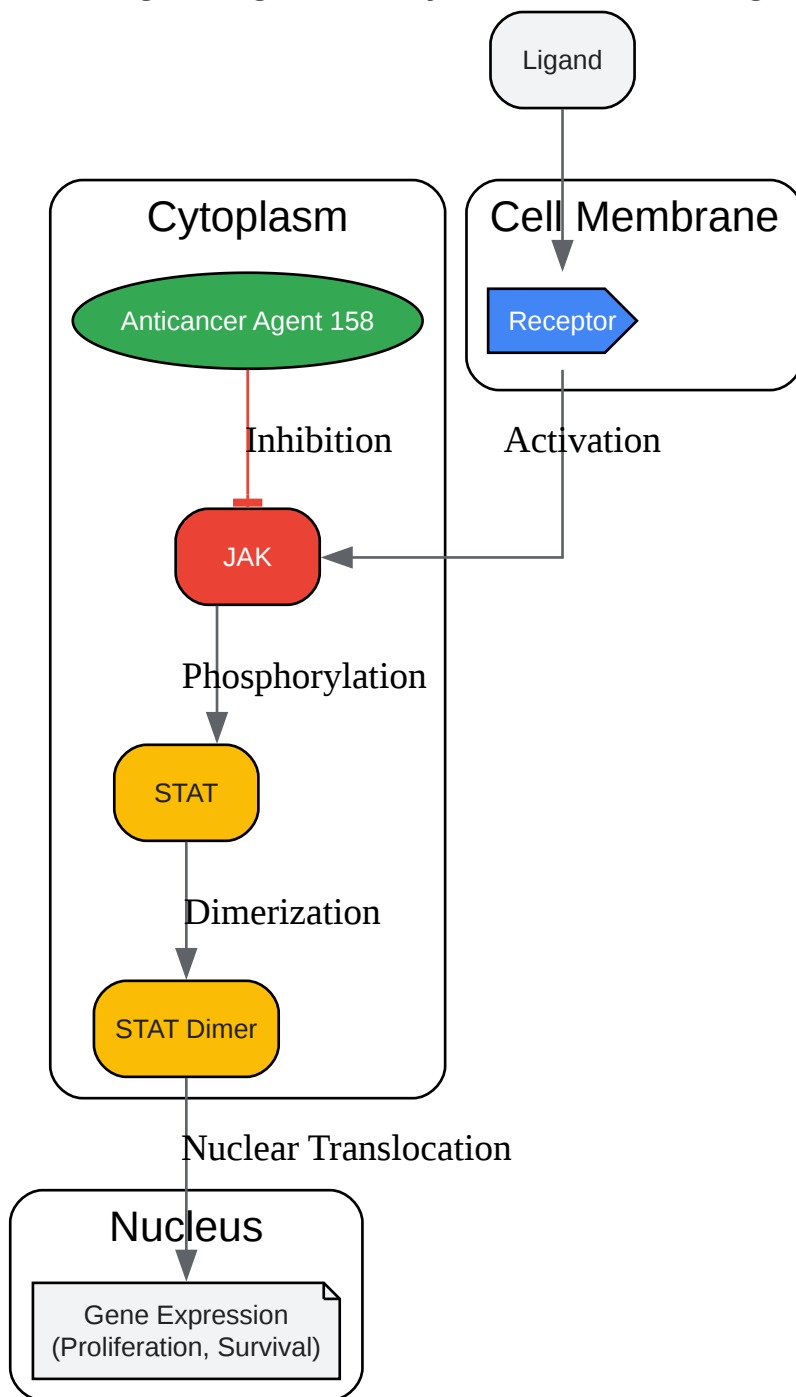 Ligand
Cytoplasm
Cell Membrane
Anticancer Agent 158
Receptor
Inhibition
Activation
JAK
Phosphorylation
STAT
Dimerization
STAT Dimer
Nuclear Translocation
Nucleus
Gene Expression
(Proliferation, Survival)